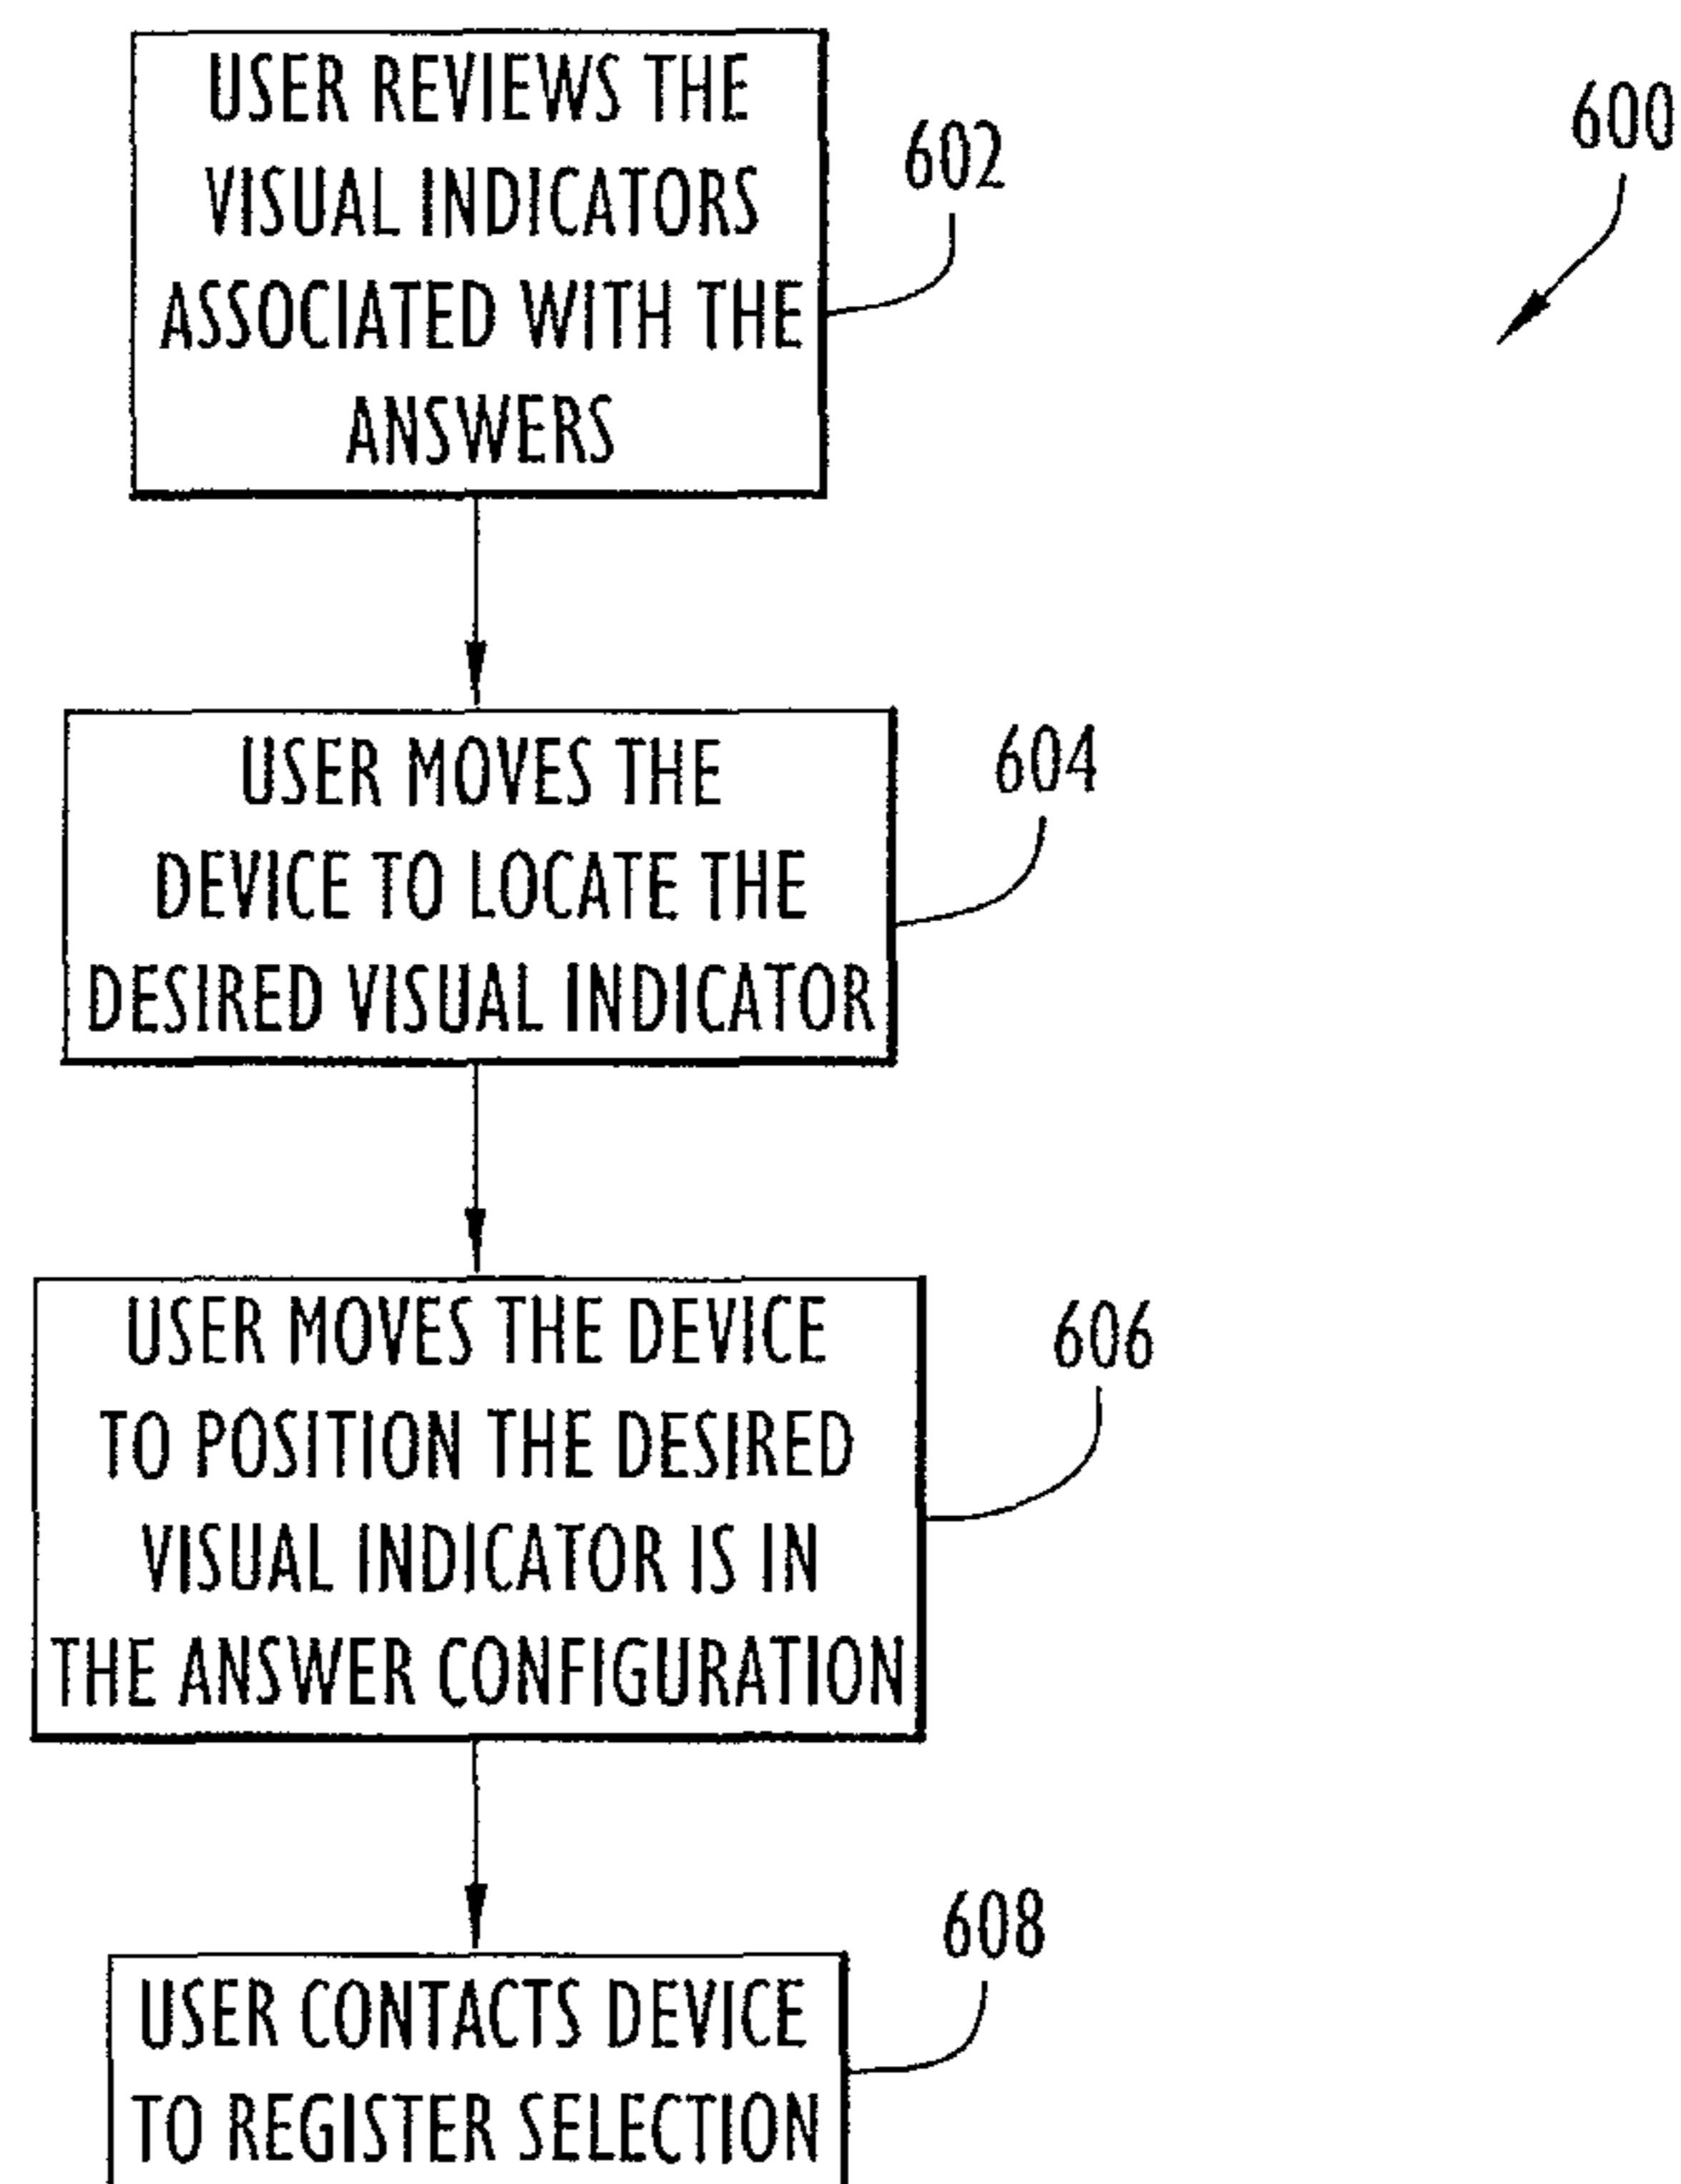 USER REVIEWS THE
VISUAL INDICATORS
ASSOCIATED WITH THE
ANSWERS
602
600
USER MOVES THE
DEVICE TO LOCATE THE
DESIRED VISUAL INDICATOR
604
USER MOVES THE DEVICE
TO POSITION THE DESIRED
VISUAL INDICATOR IS IN
THE ANSWER CONFIGURATION
606
USER CONTACTS DEVICE
TO REGISTER SELECTION
608